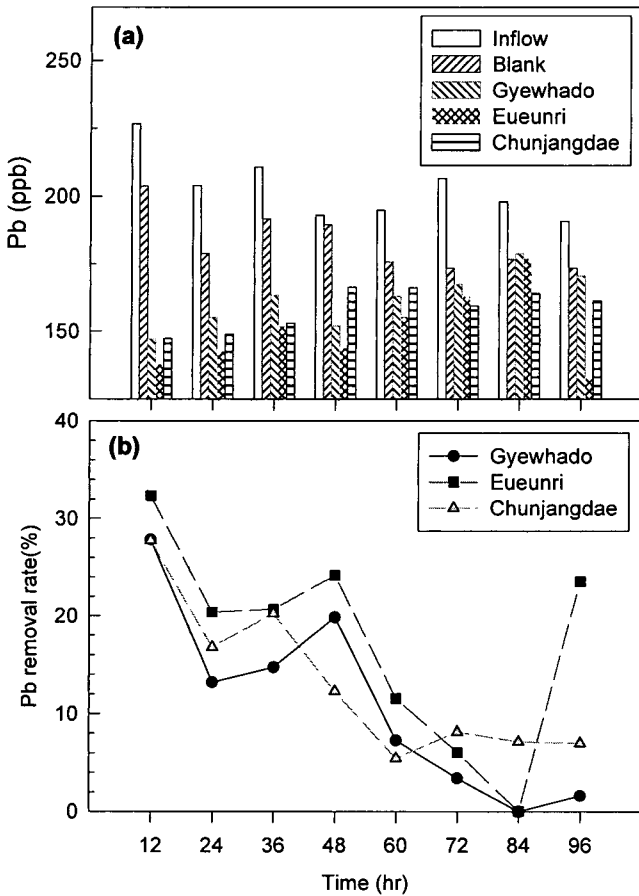 (a)
Inflow
Blank
Gyewhado
Eueunri
Chunjangdae
250
200
150
Pb (ppb)
(b)
Gyewhado
Eueunri
Chunjangdae
40
30
20
10
0
Pb removal rate(%)
12 24 36 48 60 72 84 96
Time (hr)